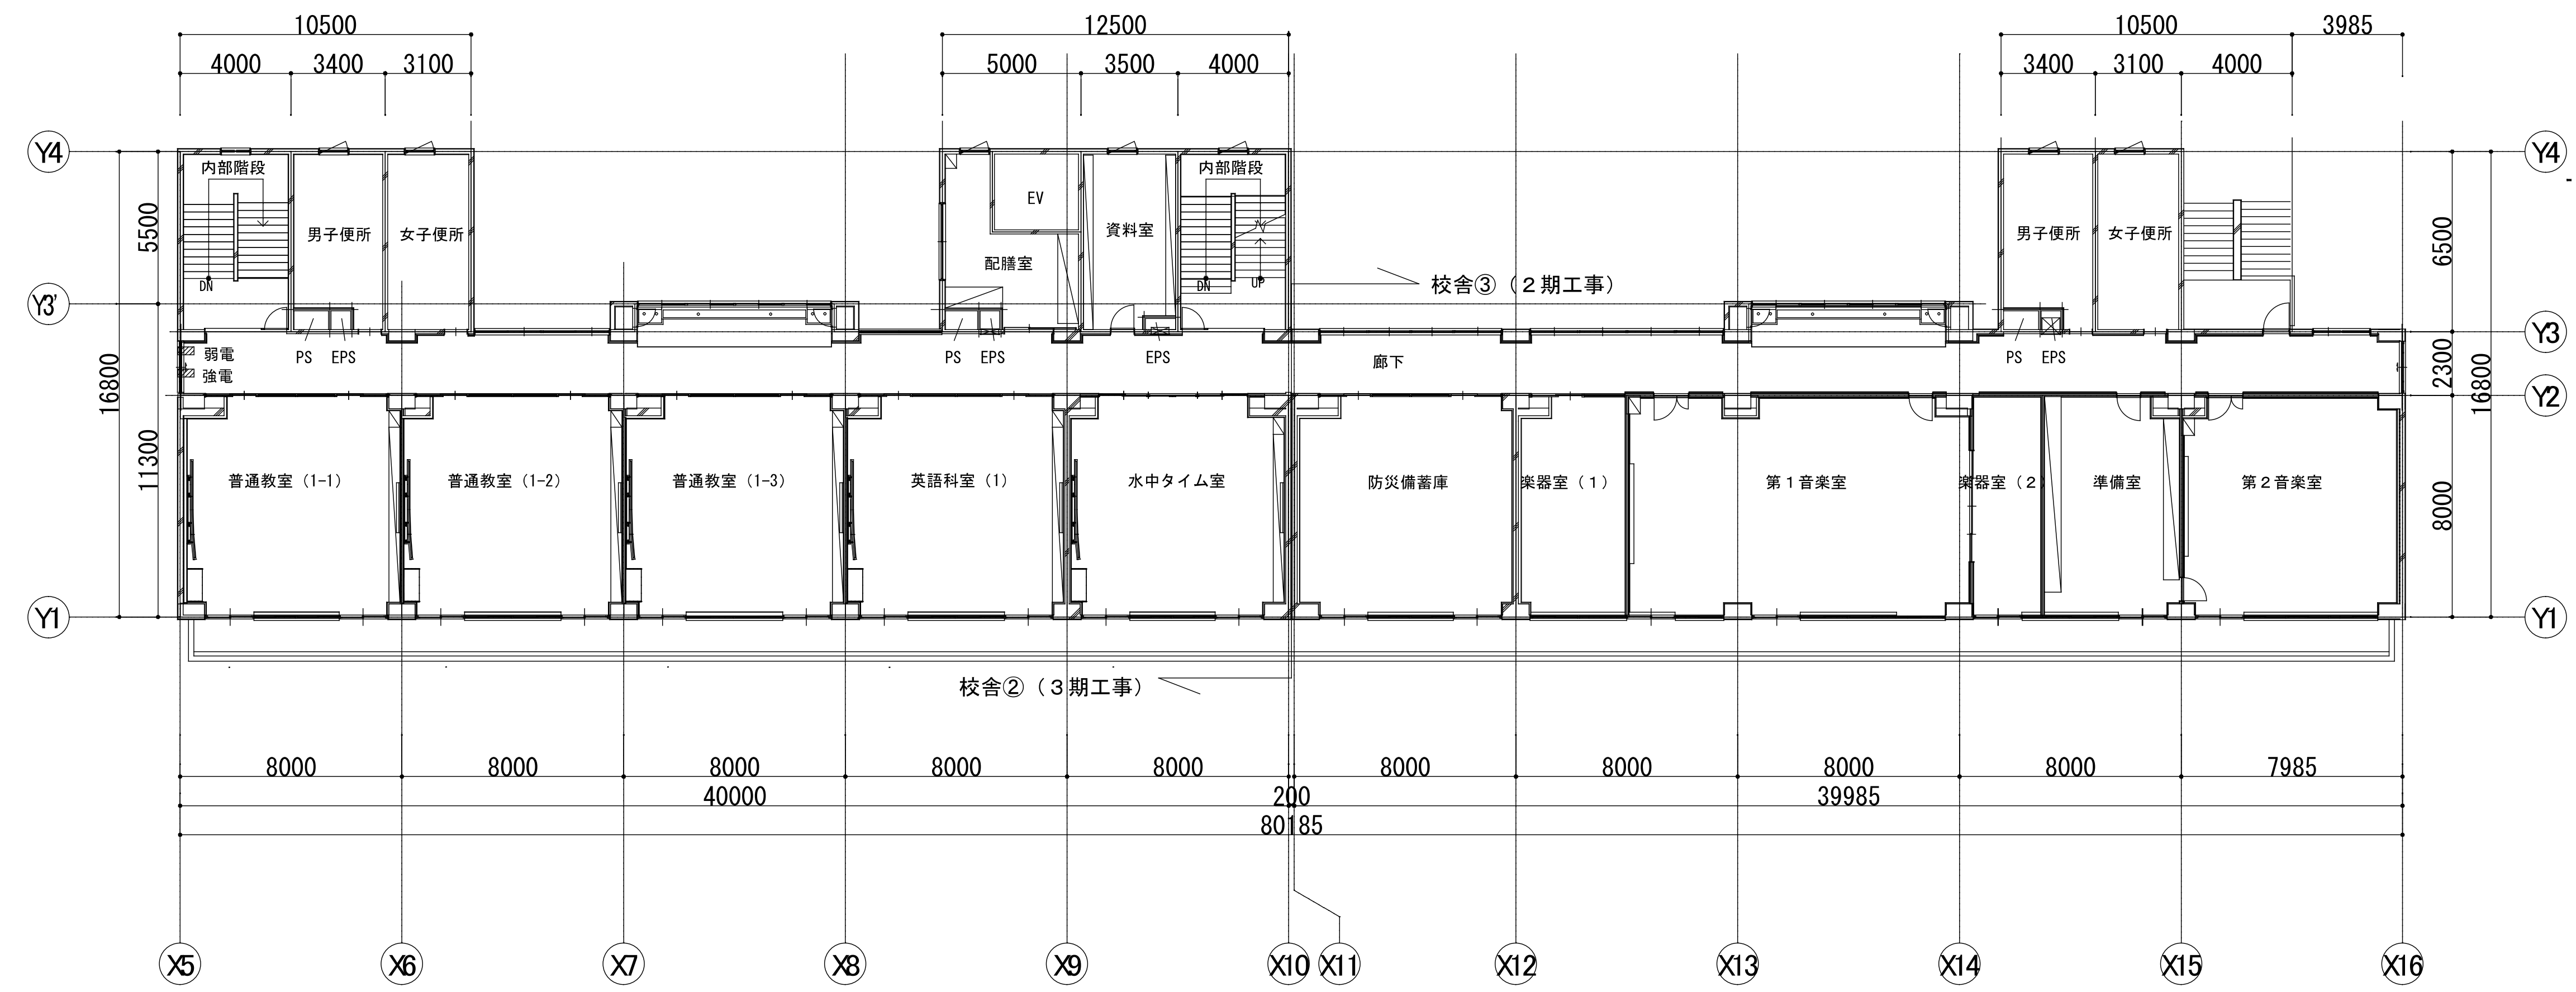 10500
12500
10500
3985
4000
3400
3100
5000
3500
4000
3400
3100
4000
Y4
Y4
内部階段
内部階段
EV
5500
男子便所
女子便所
資料室
男子便所
女子便所
6500
配膳室
DN
DN
UP
校舎③（２期工事）
Y3'
Y3
弱電
PS
EPS
PS
EPS
EPS
廊下
PS
EPS
強電
2300
16800
16800
Y2
Y2
11300
普通教室（1-1）
普通教室（1-2）
普通教室（1-3）
英語科室（1）
水中タイム室
防災備蓄庫
楽器室（１）
第１音楽室
楽器室（２）
準備室
第２音楽室
8000
Y1
Y1
校舎②（３期工事）
8000
8000
8000
8000
8000
8000
8000
8000
8000
7985
40000
200
39985
80185
X5
X6
X7
X8
X9
X10
X11
X12
X13
X14
X15
X16